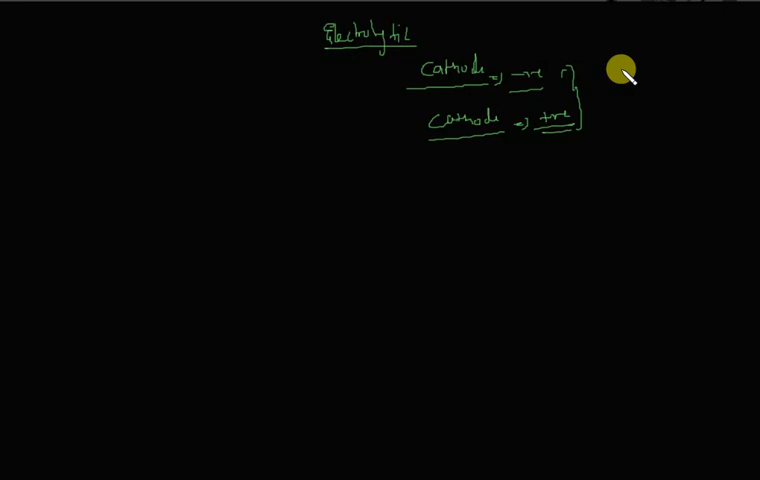 Electrolytic
Cathode => -ve
Cathode => +ve